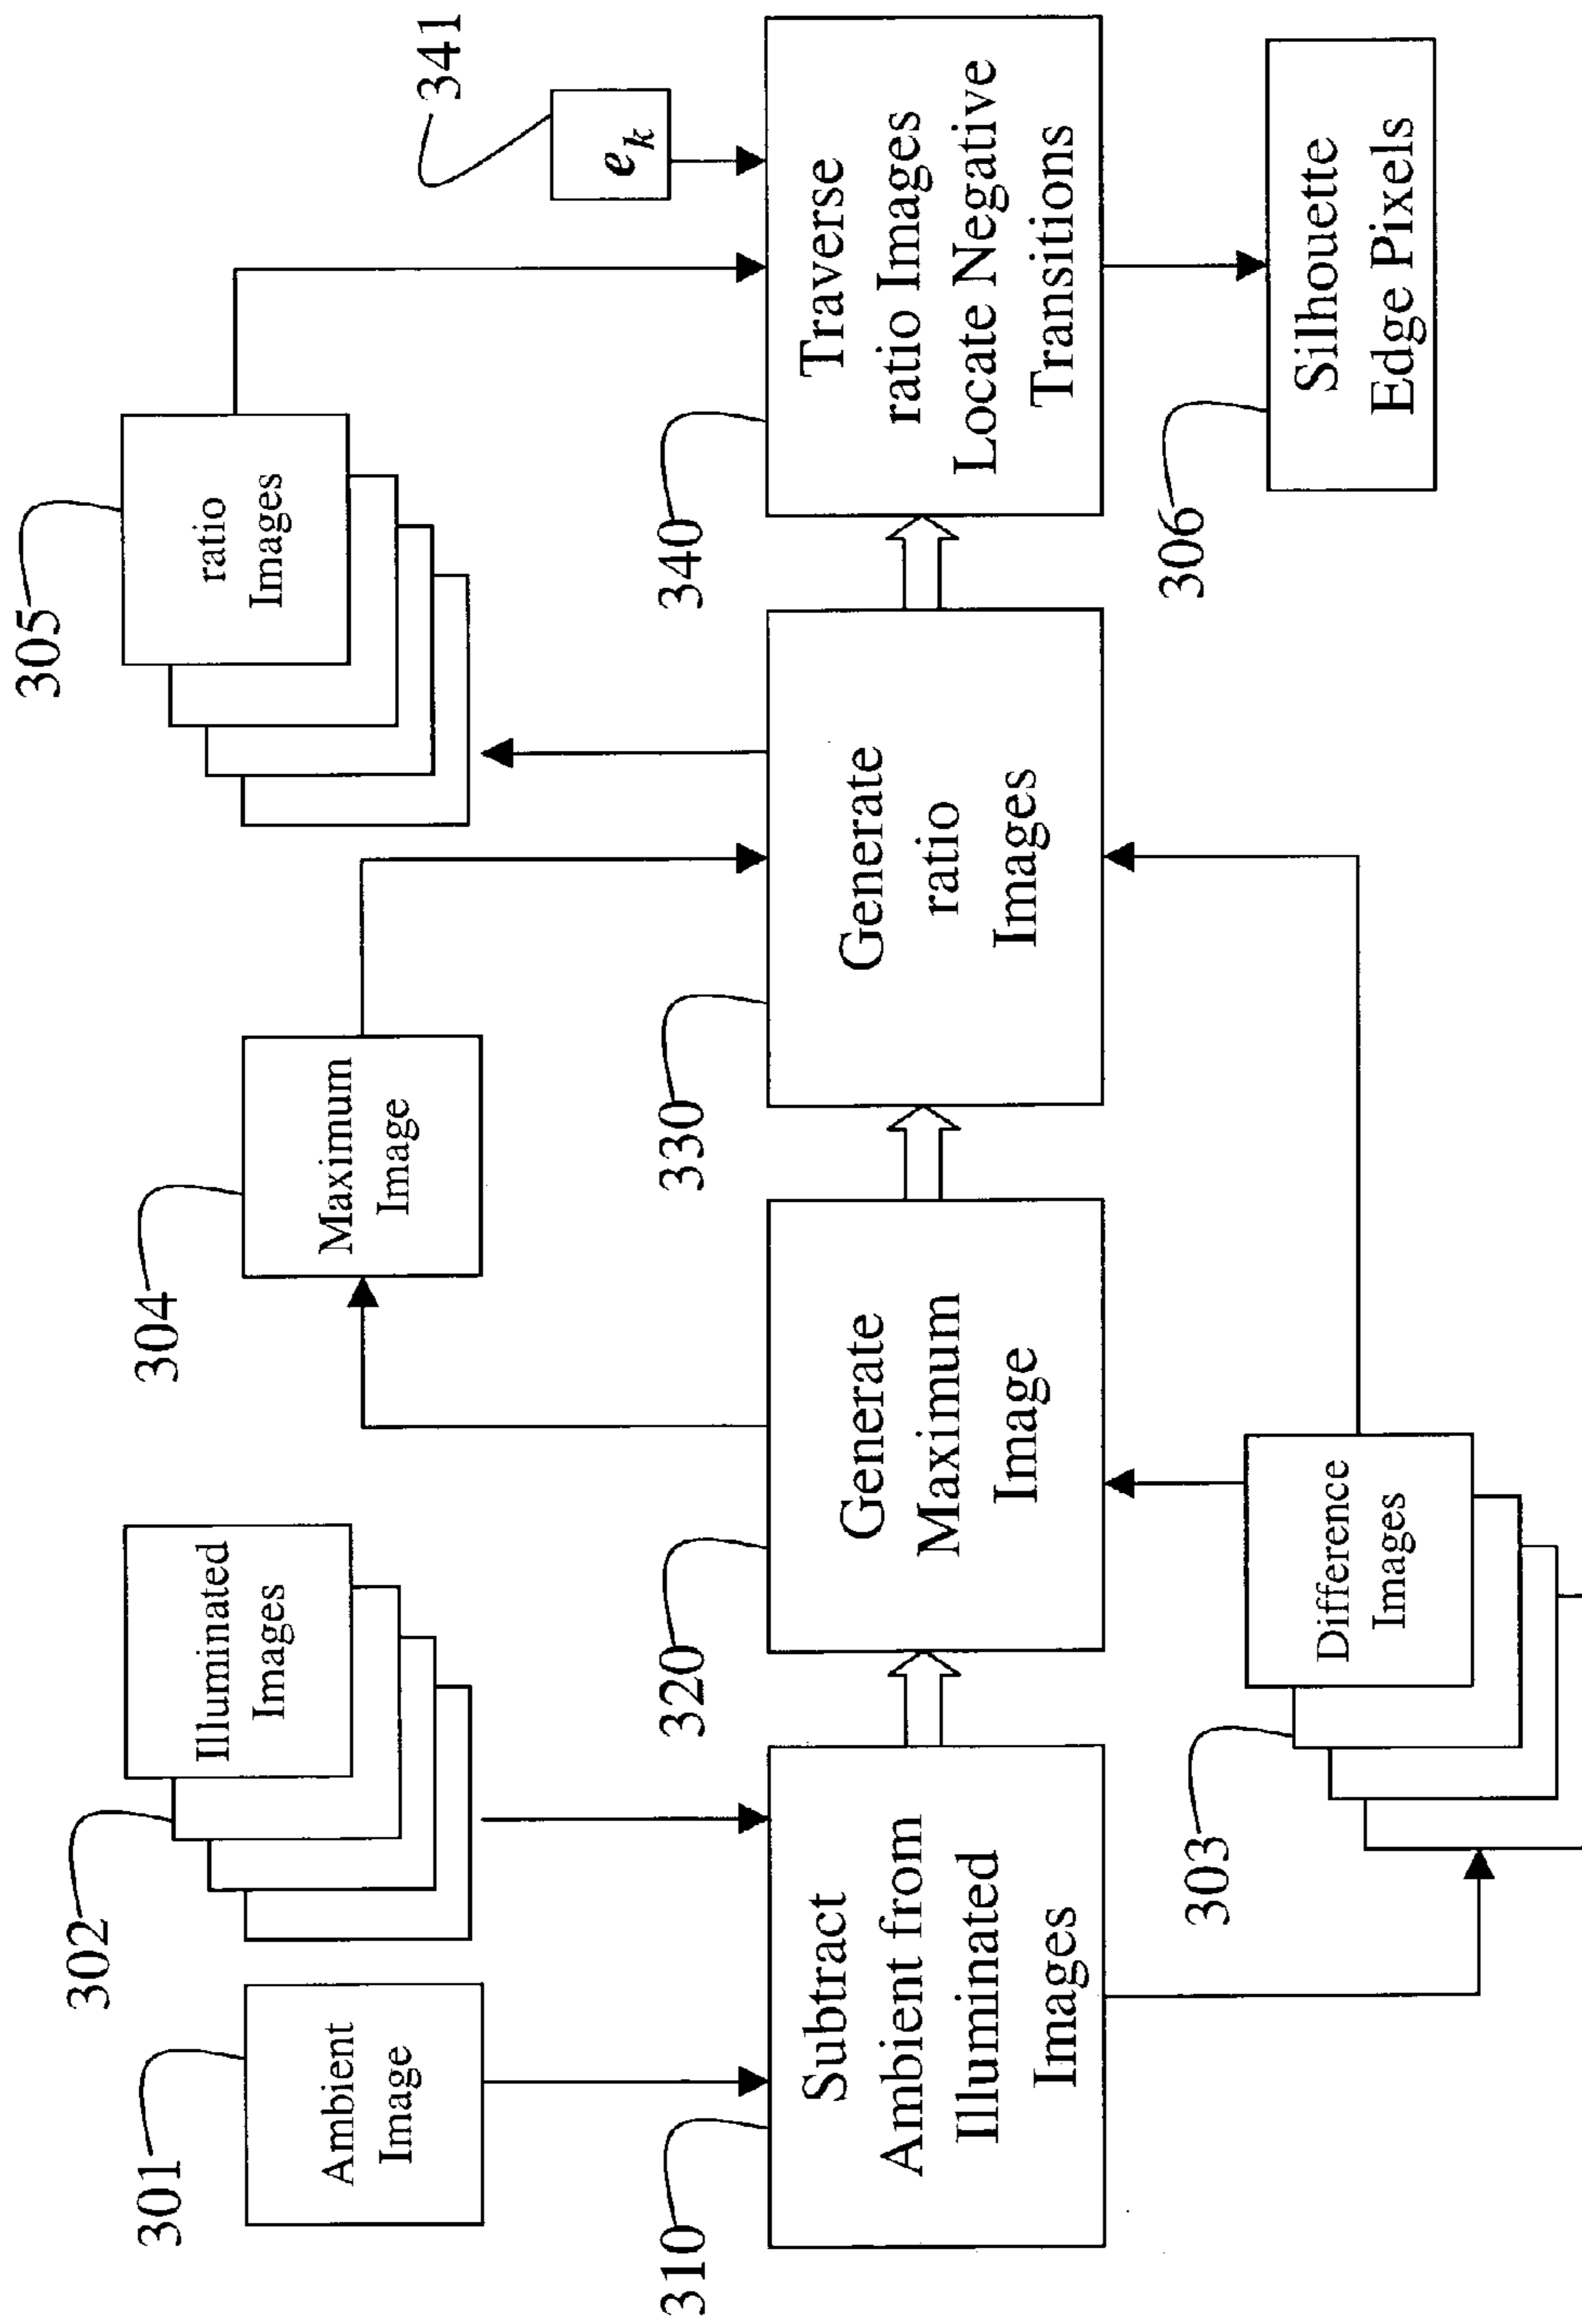 301
Ambient
Image
302
Illuminated
Images
304
Maximum
Image
305
ratio
Images
341
e_k
310
Subtract
Ambient from
Illuminated
Images
320
Generate
Maximum
Image
330
Generate
ratio
Images
340
Traverse
ratio Images
Locate Negative
Transitions
303
Difference
Images
306
Silhouette
Edge Pixels